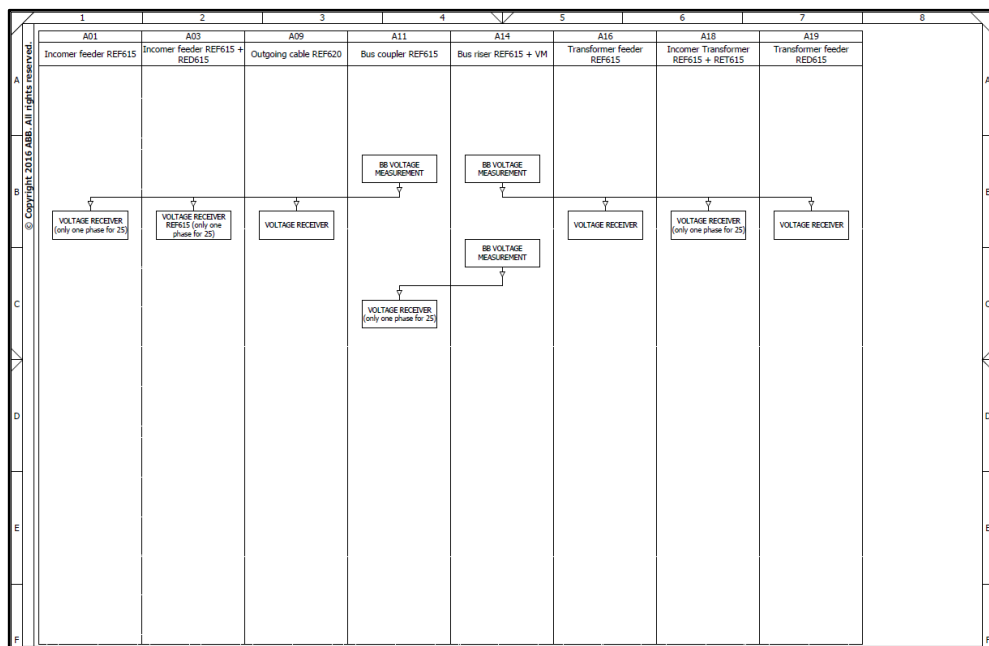 1 2 3 4 5 6 7 8
A01 A03 A09 A11 A14 A16 A18 A19
Incomer feeder REF615
Incomer feeder REF615 +
RED615
Outgoing cable REF620
Bus coupler REF615
Bus riser REF615 + VM
Transformer feeder
REF615
Incomer Transformer
REF615 + RET615
Transformer feeder
RED615
© Copyright 2016 ABB. All rights reserved.
A A
BB VOLTAGE
MEASUREMENT
BB VOLTAGE
MEASUREMENT
B B
VOLTAGE RECEIVER
(only one phase for 25)
VOLTAGE RECEIVER
REF615 (only one
phase for 25)
VOLTAGE RECEIVER
VOLTAGE RECEIVER
VOLTAGE RECEIVER
(only one phase for 25)
VOLTAGE RECEIVER
BB VOLTAGE
MEASUREMENT
C C
VOLTAGE RECEIVER
(only one phase for 25)
D D
E E
F F